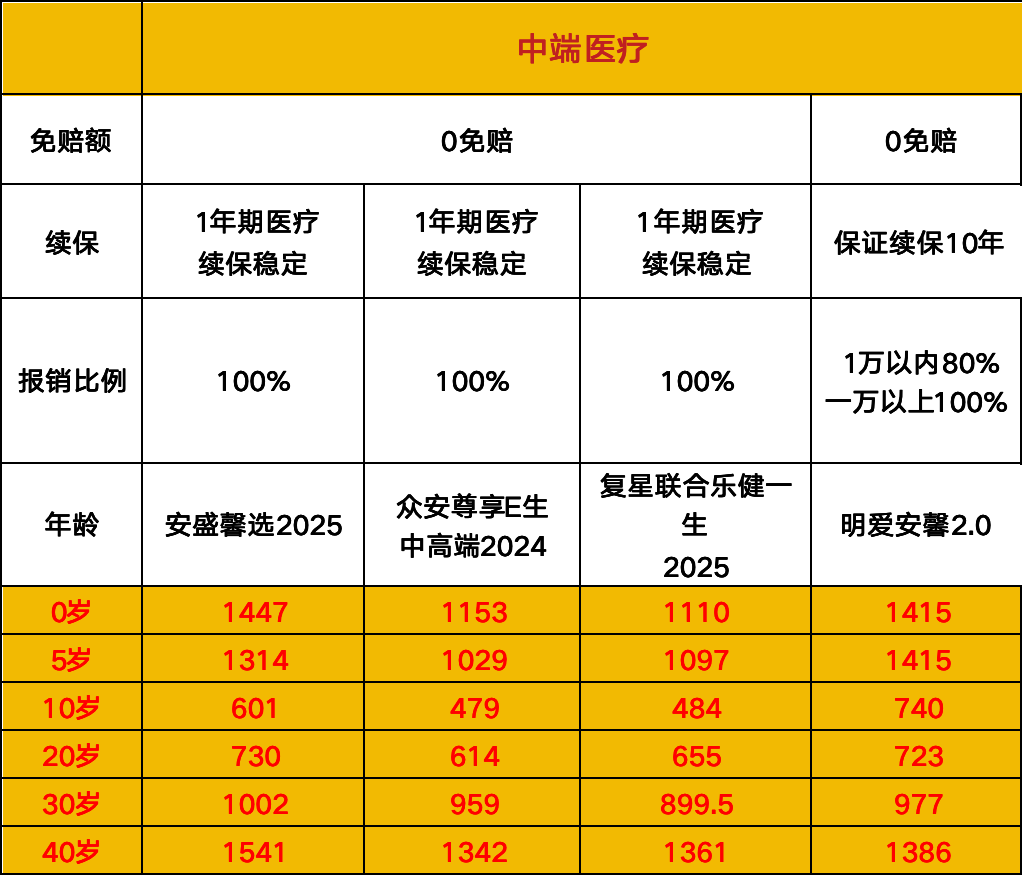 中端医疗
免赔额
0免赔
0免赔
续保
1年期医疗
续保稳定
1年期医疗
续保稳定
1年期医疗
续保稳定
保证续保10年
报销比例
100%
100%
100%
1万以内80%
一万以上100%
年龄
安盛馨选2025
众安尊享E生
中高端2024
复星联合乐健一
生
2025
明爱安馨2.0
0岁
1447
1153
1110
1415
5岁
1314
1029
1097
1415
10岁
601
479
484
740
20岁
730
614
655
723
30岁
1002
959
899.5
977
40岁
1541
1342
1361
1386